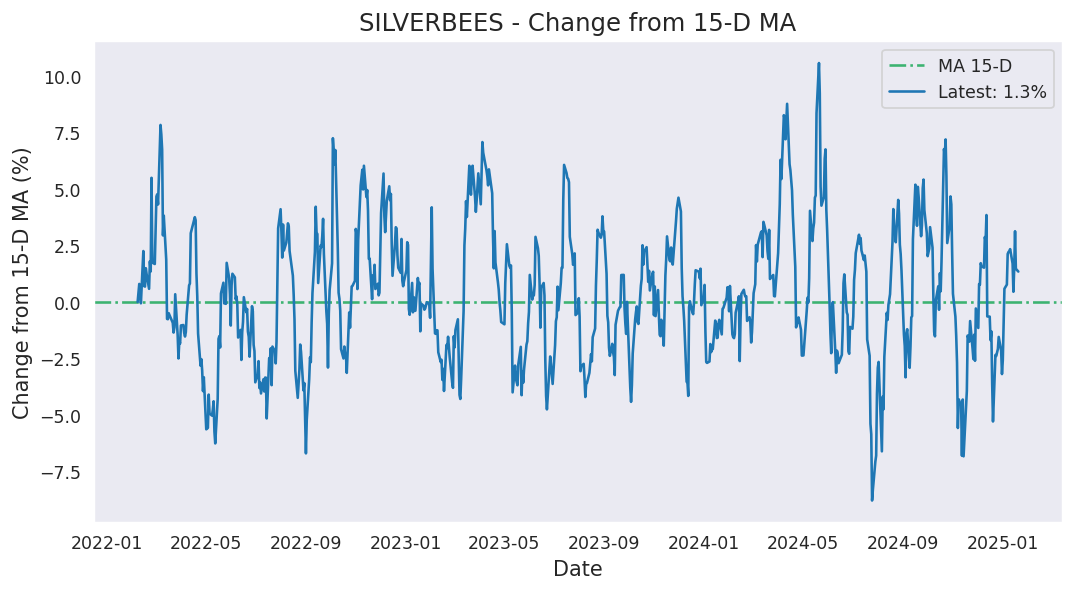 SILVERBEES - Change from 15-D MA
MA 15-D
Latest: 1.3%
Change from 15-D MA (%)
10.0
7.5
5.0
2.5
0.0
−2.5
−5.0
−7.5
2022-01 2022-05 2022-09 2023-01 2023-05 2023-09 2024-01 2024-05 2024-09 2025-01
Date